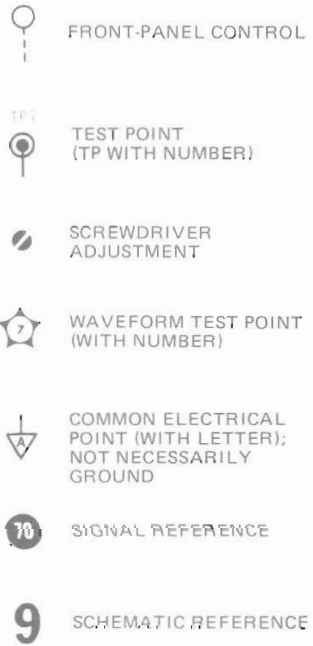 FRONT-PANEL CONTROL
TEST POINT
(TP WITH NUMBER)
SCREWDRIVER
ADJUSTMENT
7
WAVEFORM TEST POINT
(WITH NUMBER)
A
COMMON ELECTRICAL
POINT (WITH LETTER);
NOT NECESSARILY
GROUND
70
SIGNAL REFERENCE
9
SCHEMATIC REFERENCE